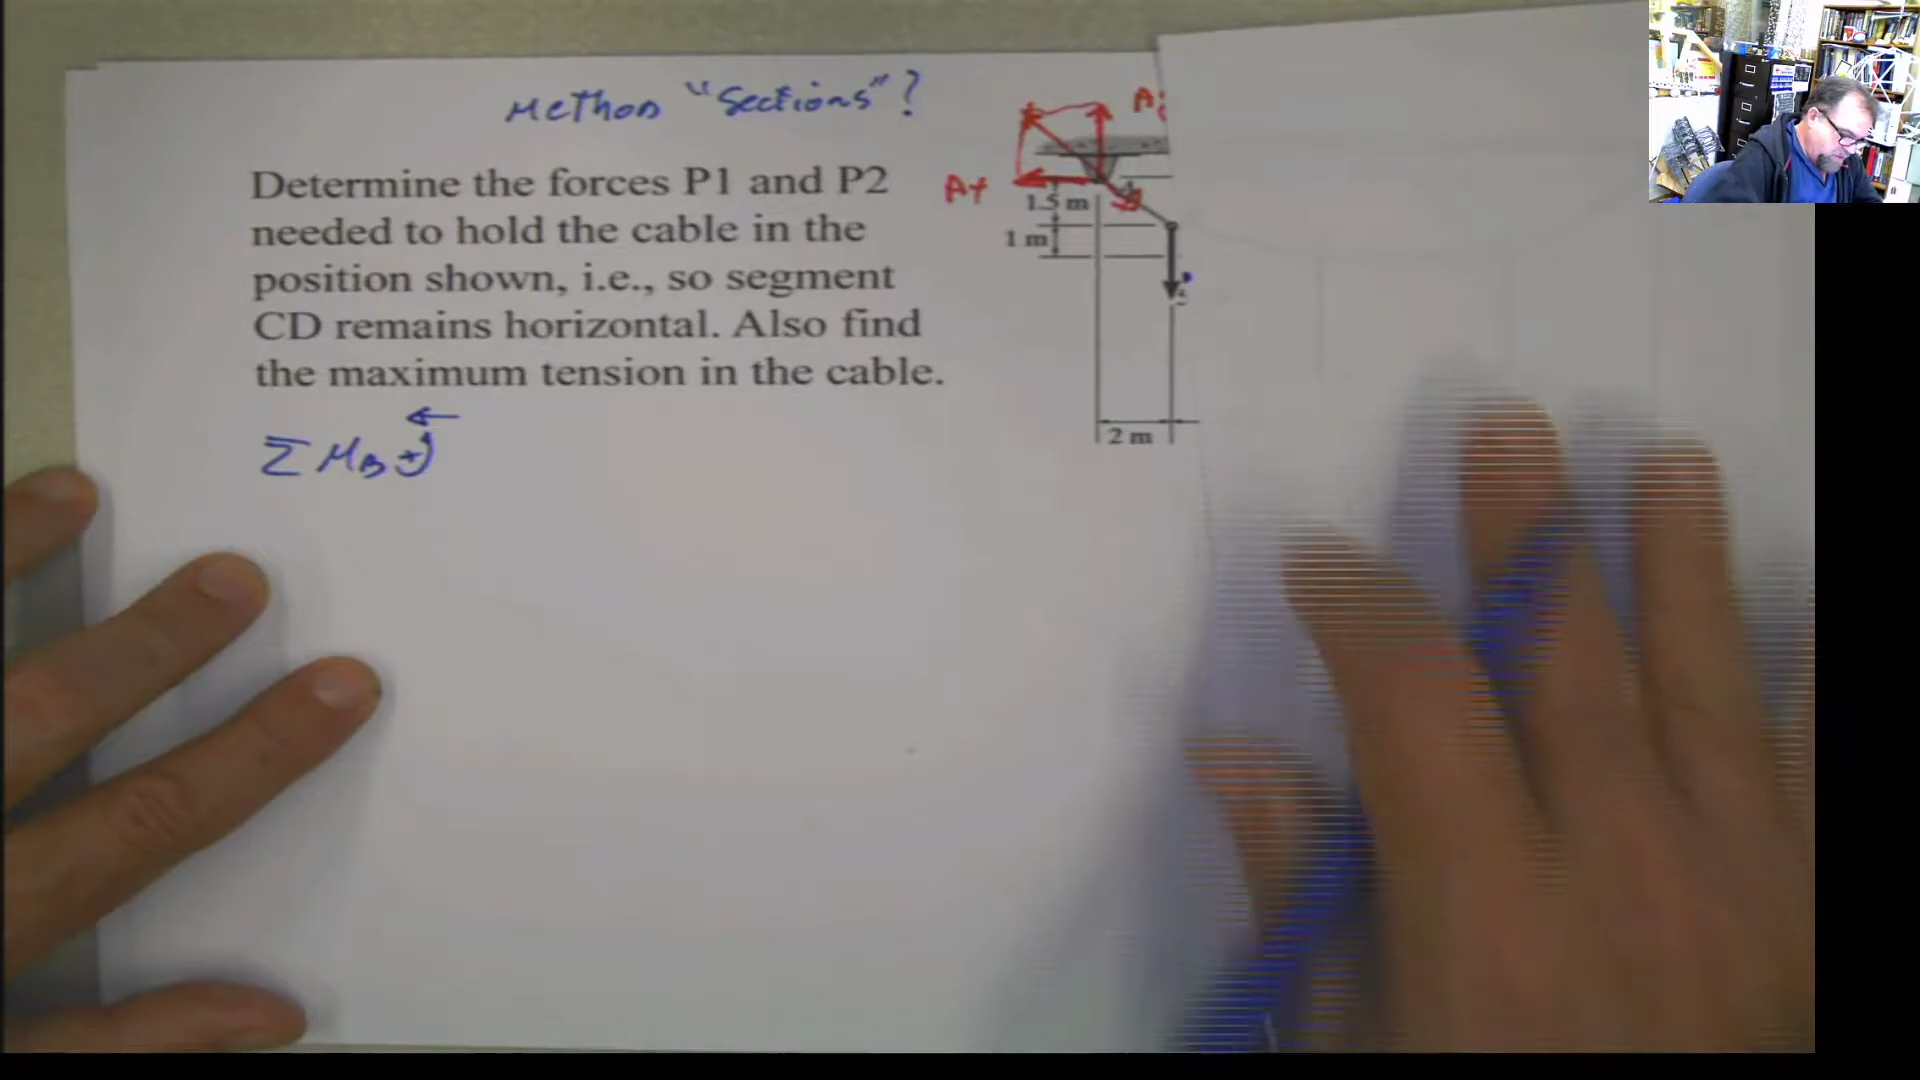 Method "Sections"?
Determine the forces P1 and P2
needed to hold the cable in the
position shown, i.e., so segment
CD remains horizontal. Also find
the maximum tension in the cable.
ΣMB +
1.5 m
1 m
2 m